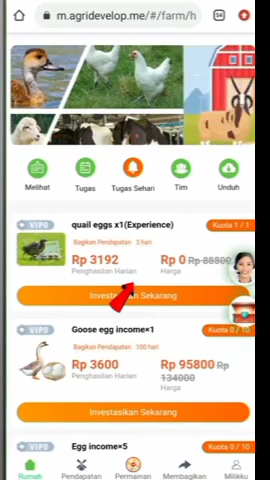 m.agridevelop.me/#/farm/h
54
Melihat
Tugas
Tugas Sehari
Tim
Unduh
VIP0
quail eggs x1(Experience)
Kuota 1 / 1
Bagikan Pendapatan 3 hari
Rp 3192
Rp 0 Rp 88800
Penghasilan Harian
Harga
Investasikan Sekarang
VIP0
Goose egg income×1
Kuota 0 / 10
Bagikan Pendapatan 100 hari
Rp 3600
Rp 95800 Rp 134000
Penghasilan Harian
Harga
Investasikan Sekarang
VIP0
Egg income×5
Kuota 0 / 10
Rumah
Pendapatan
Permainan
Membagikan
Milikku